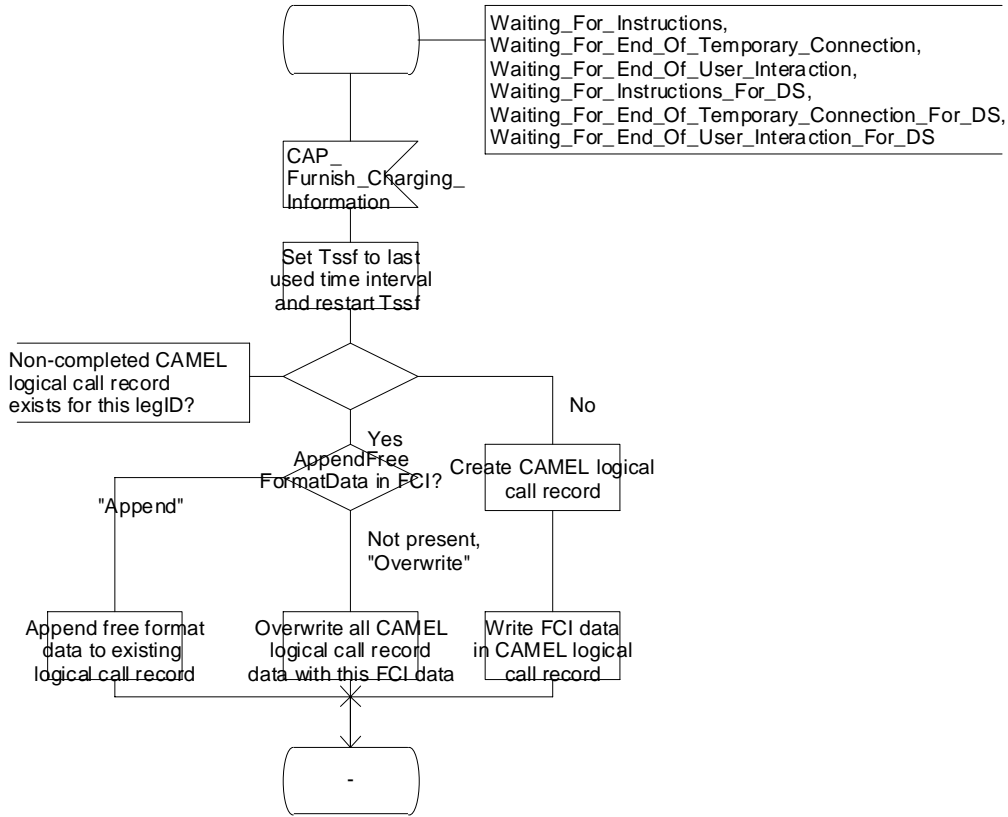 Waiting_For_Instructions,
Waiting_For_End_Of_Temporary_Connection,
Waiting_For_End_Of_User_Interaction,
Waiting_For_Instructions_For_DS,
Waiting_For_End_Of_Temporary_Connection_For_DS,
Waiting_For_End_Of_User_Interaction_For_DS
CAP_
Furnish_Charging_
Information
Set Tssf to last
used time interval
and restart Tssf
Non-completed CAMEL
logical call record
exists for this legID?
No
Yes
AppendFree
FormatData in FCI?
Create CAMEL logical
call record
"Append"
Not present,
"Overwrite"
Append free format
data to existing
logical call record
Overwrite all CAMEL
logical call record
data with this FCI data
Write FCI data
in CAMEL logical
call record
-